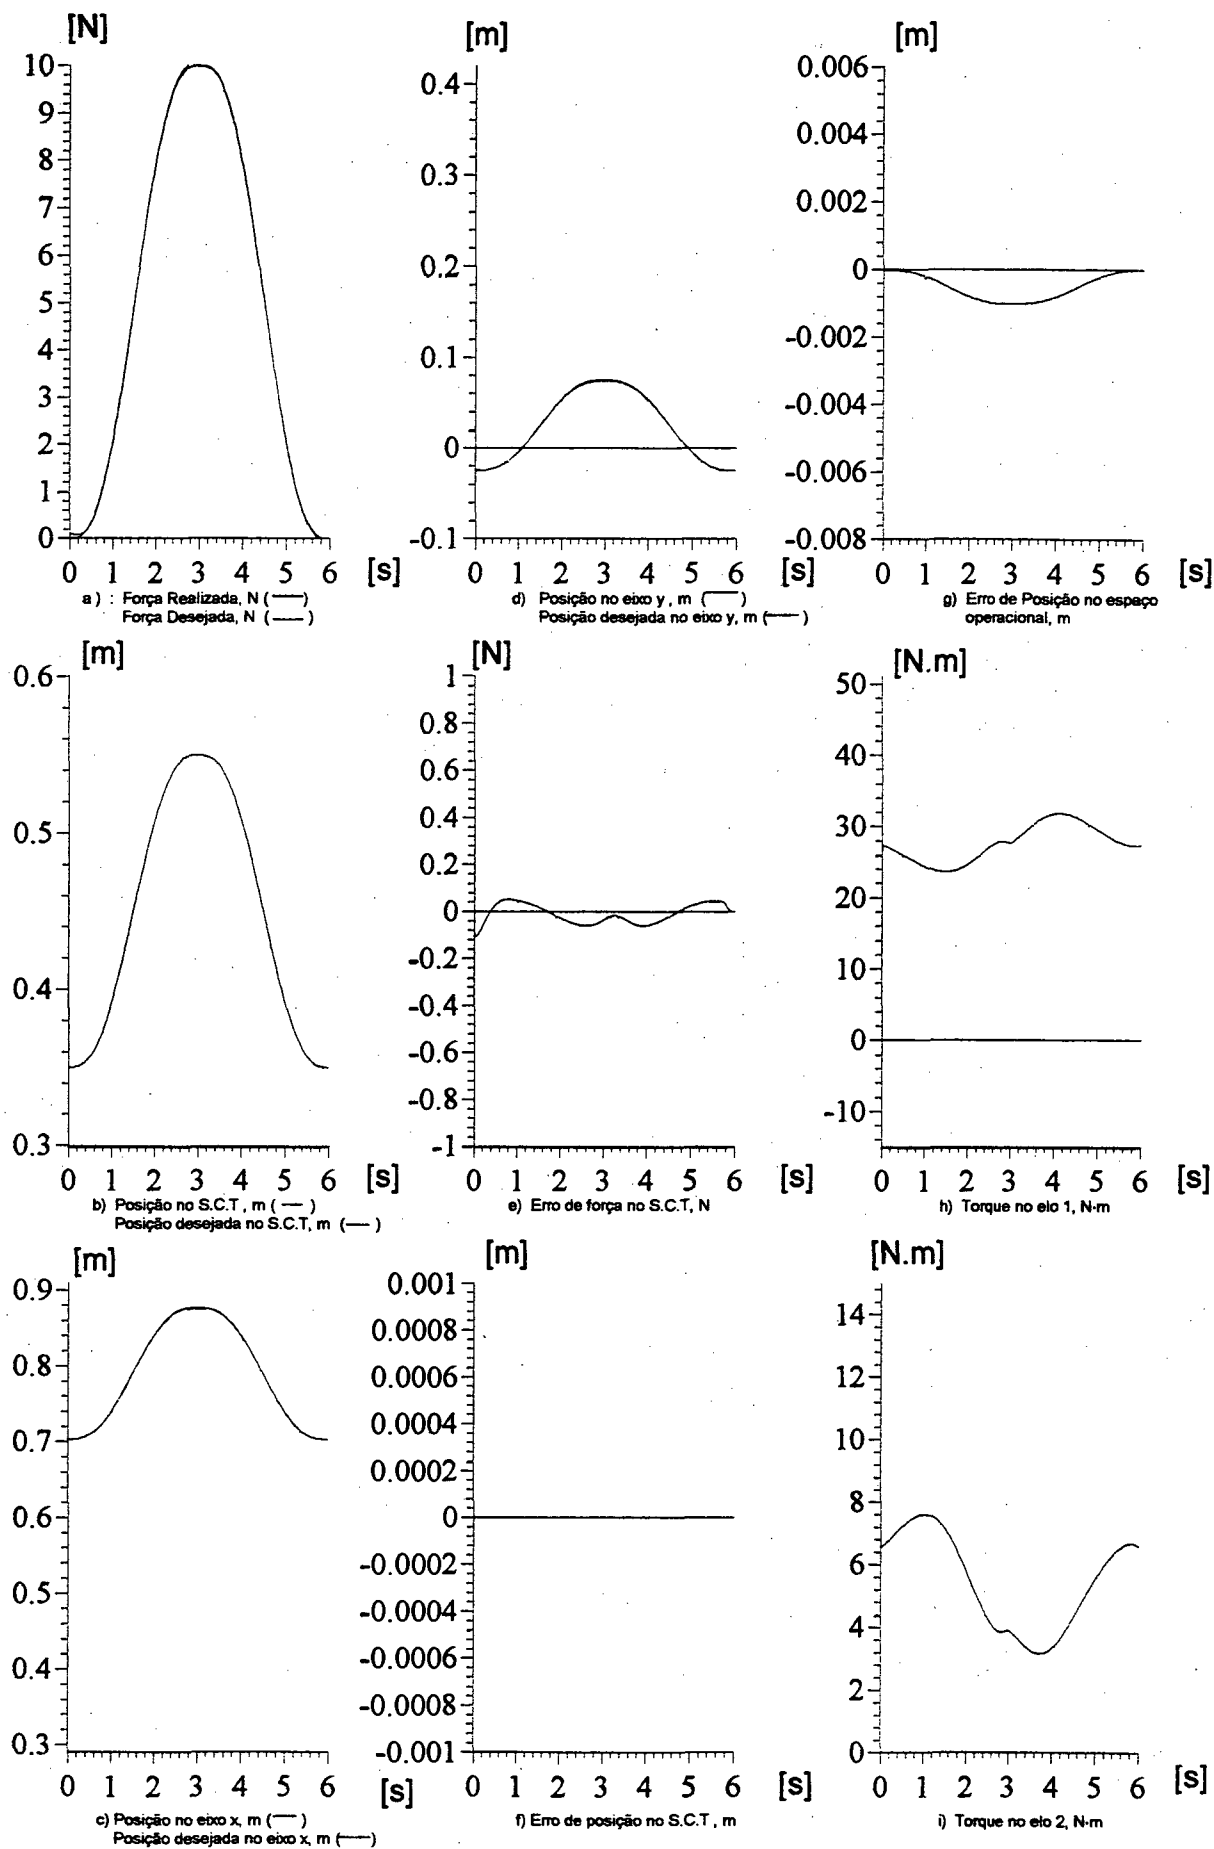 [N]
10
9
8
7
6
5
4
3
2
1
0
0 1 2 3 4 5 6 [s]
a) : Força Realizada, N ( — )
Força Desejada, N ( — )
[m]
0.4
0.3
0.2
0.1
0
-0.1
0 1 2 3 4 5 6 [s]
d) Posição no eixo y , m ( — )
Posição desejada no eixo y, m ( — )
[m]
0.006
0.004
0.002
0
-0.002
-0.004
-0.006
-0.008
0 1 2 3 4 5 6 [s]
g) Erro de Posição no espaço
operacional, m
[m]
0.6
0.5
0.4
0.3
0 1 2 3 4 5 6 [s]
b) Posição no S.C.T , m ( — )
Posição desejada no S.C.T, m ( — )
[N]
1
0.8
0.6
0.4
0.2
0
-0.2
-0.4
-0.6
-0.8
-1
0 1 2 3 4 5 6 [s]
e) Erro de força no S.C.T, N
[N.m]
50
40
30
20
10
0
-10
0 1 2 3 4 5 6 [s]
h) Torque no elo 1, N·m
[m]
0.9
0.8
0.7
0.6
0.5
0.4
0.3
0 1 2 3 4 5 6 [s]
c) Posição no eixo x, m ( — )
Posição desejada no eixo x, m ( — )
[m]
0.001
0.0008
0.0006
0.0004
0.0002
0
-0.0002
-0.0004
-0.0006
-0.0008
-0.001
0 1 2 3 4 5 6 [s]
f) Erro de posição no S.C.T , m
[N.m]
14
12
10
8
6
4
2
0
0 1 2 3 4 5 6 [s]
i) Torque no elo 2, N·m